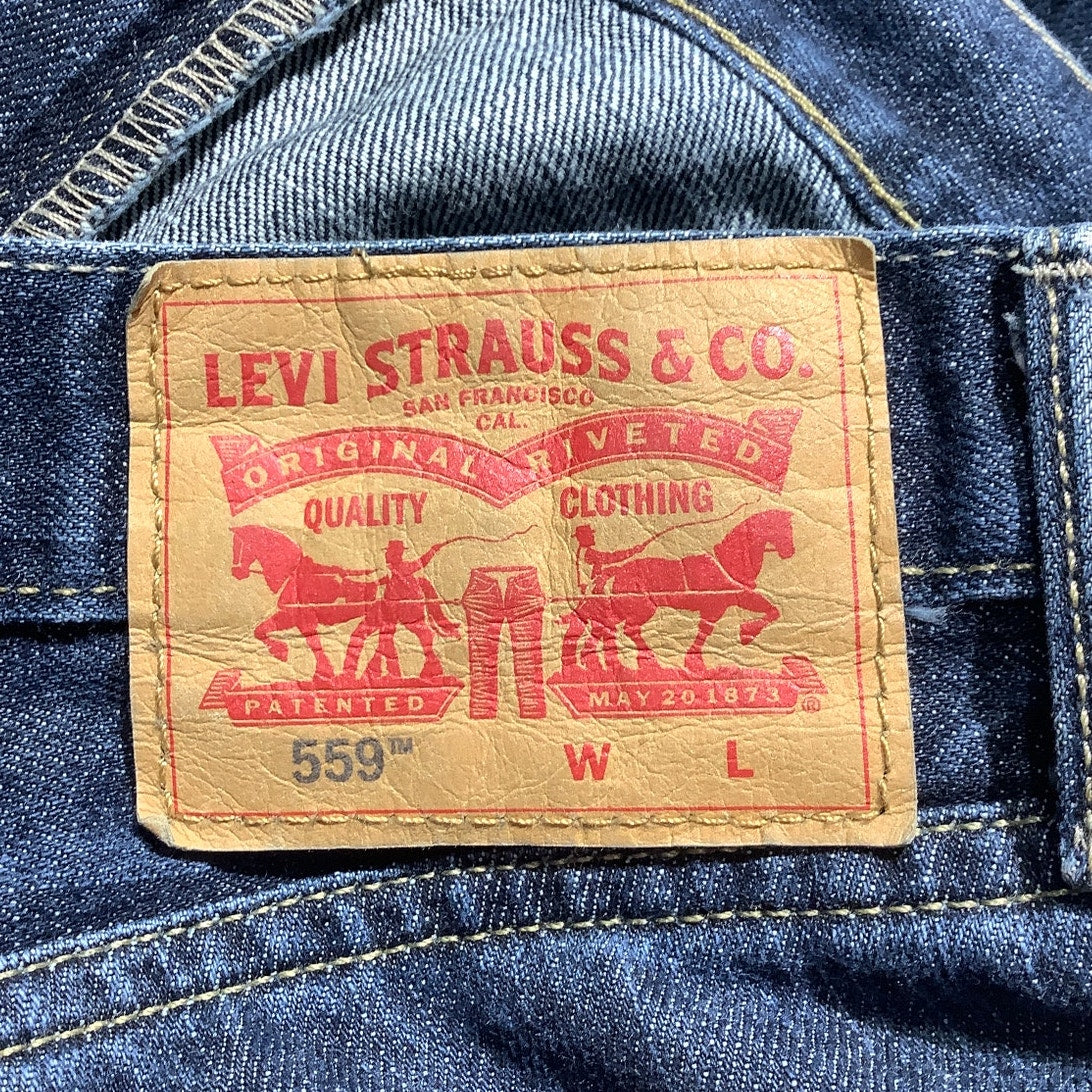 LEVI STRAUSS & CO.
SAN FRANCISCO
CAL.
ORIGINAL RIVETED
QUALITY CLOTHING
PATENTED MAY 20 1873 ®
559™ W L